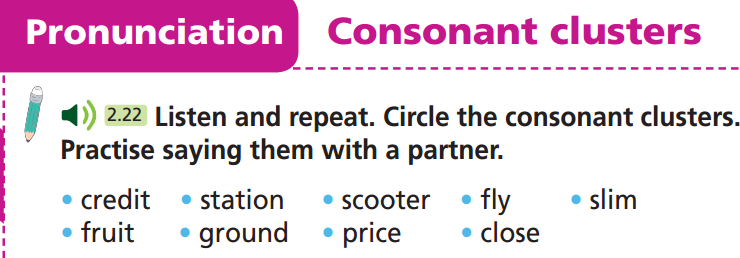 Pronunciation Consonant clusters
2.22 Listen and repeat. Circle the consonant clusters.
Practise saying them with a partner.
• credit • station • scooter • fly • slim
• fruit • ground • price • close